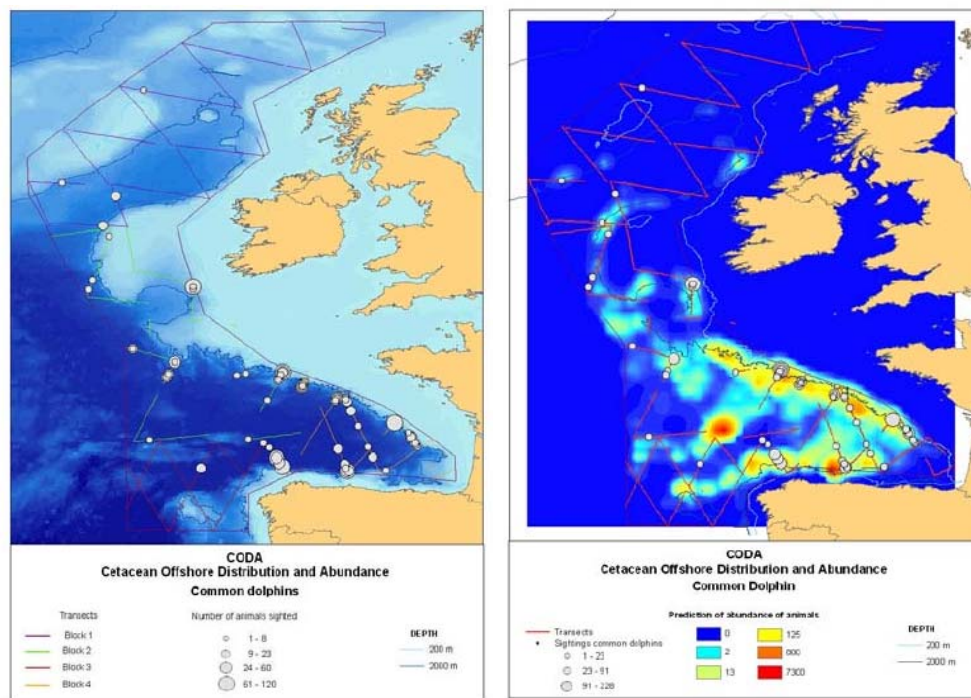 CODA
Cetacean Offshore Distribution and Abundance
Common dolphins
Transects
Block 1
Block 2
Block 3
Block 4
Number of animals sighted
1 - 8
9 - 23
24 - 60
61 - 120
DEPTH
200 m
2000 m
CODA
Cetacean Offshore Distribution and Abundance
Common Dolphin
Prediction of abundance of animals
Transects
Sightings common dolphins
23 - 91
91 - 228
0
2
13
125
7300
DEPTH
200 m
2000 m